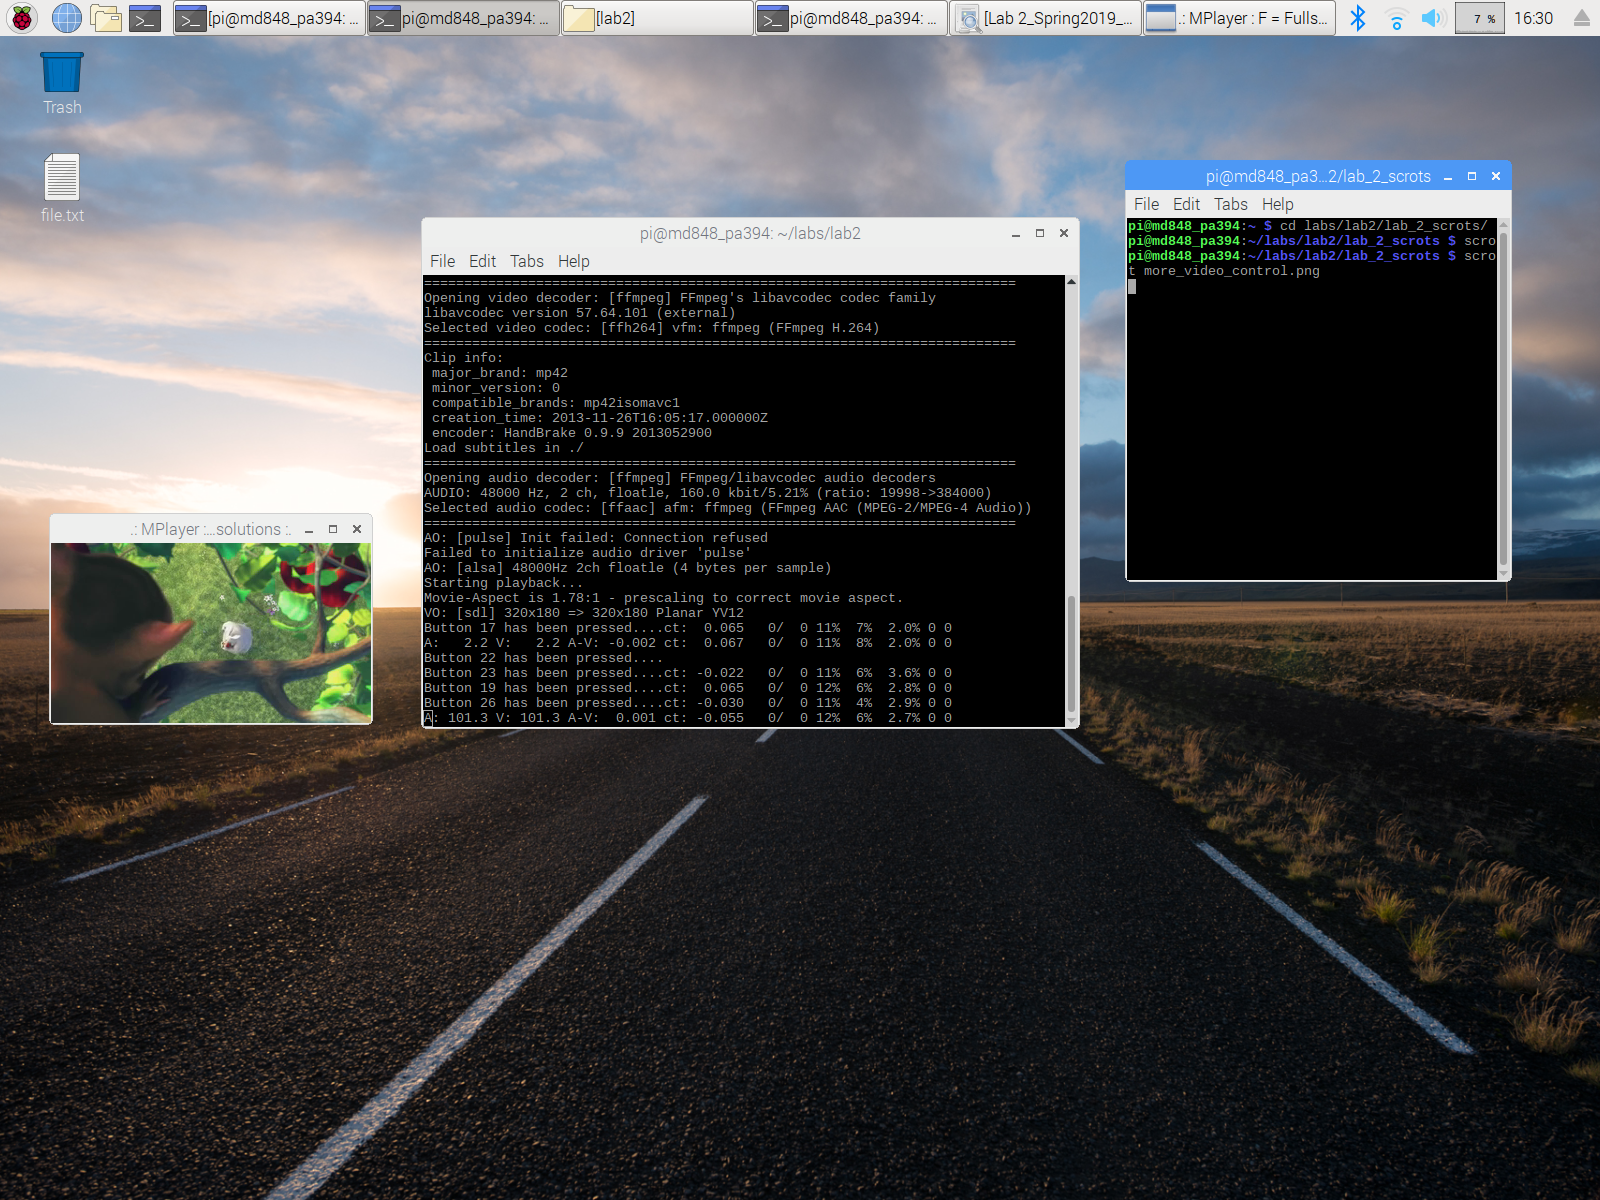 [pi@md848_pa394: ...
pi@md848_pa394: ...
[lab2]
pi@md848_pa394: ...
[Lab 2_Spring2019_...
.: MPlayer : F = Fulls...
7 %
16:30
Trash
file.txt
pi@md848_pa3...2/lab_2_scrots
File Edit Tabs Help
pi@md848_pa394:~ $ cd labs/lab2/lab_2_scrots/
pi@md848_pa394:~/labs/lab2/lab_2_scrots $ scro
pi@md848_pa394:~/labs/lab2/lab_2_scrots $ scro
t more_video_control.png
pi@md848_pa394: ~/labs/lab2
File Edit Tabs Help
==========================================================================
Opening video decoder: [ffmpeg] FFmpeg's libavcodec codec family
libavcodec version 57.64.101 (external)
Selected video codec: [ffh264] vfm: ffmpeg (FFmpeg H.264)
==========================================================================
Clip info:
major_brand: mp42
minor_version: 0
compatible_brands: mp42isomavc1
creation_time: 2013-11-26T16:05:17.000000Z
encoder: HandBrake 0.9.9 2013052900
Load subtitles in ./
==========================================================================
Opening audio decoder: [ffmpeg] FFmpeg/libavcodec audio decoders
AUDIO: 48000 Hz, 2 ch, floatle, 160.0 kbit/5.21% (ratio: 19998->384000)
Selected audio codec: [ffaac] afm: ffmpeg (FFmpeg AAC (MPEG-2/MPEG-4 Audio))
==========================================================================
AO: [pulse] Init failed: Connection refused
Failed to initialize audio driver 'pulse'
AO: [alsa] 48000Hz 2ch floatle (4 bytes per sample)
Starting playback...
Movie-Aspect is 1.78:1 - prescaling to correct movie aspect.
VO: [sdl] 320x180 => 320x180 Planar YV12
Button 17 has been pressed....ct:  0.065   0/  0 11%  7%  2.0% 0 0
A:   2.2 V:   2.2 A-V: -0.002 ct:  0.067   0/  0 11%  8%  2.0% 0 0
Button 22 has been pressed....
Button 23 has been pressed....ct: -0.022   0/  0 11%  6%  3.6% 0 0
Button 19 has been pressed....ct:  0.065   0/  0 12%  6%  2.8% 0 0
Button 26 has been pressed....ct: -0.030   0/  0 11%  4%  2.9% 0 0
A: 101.3 V: 101.3 A-V:  0.001 ct: -0.055   0/  0 12%  6%  2.7% 0 0
.: MPlayer :...solutions :.